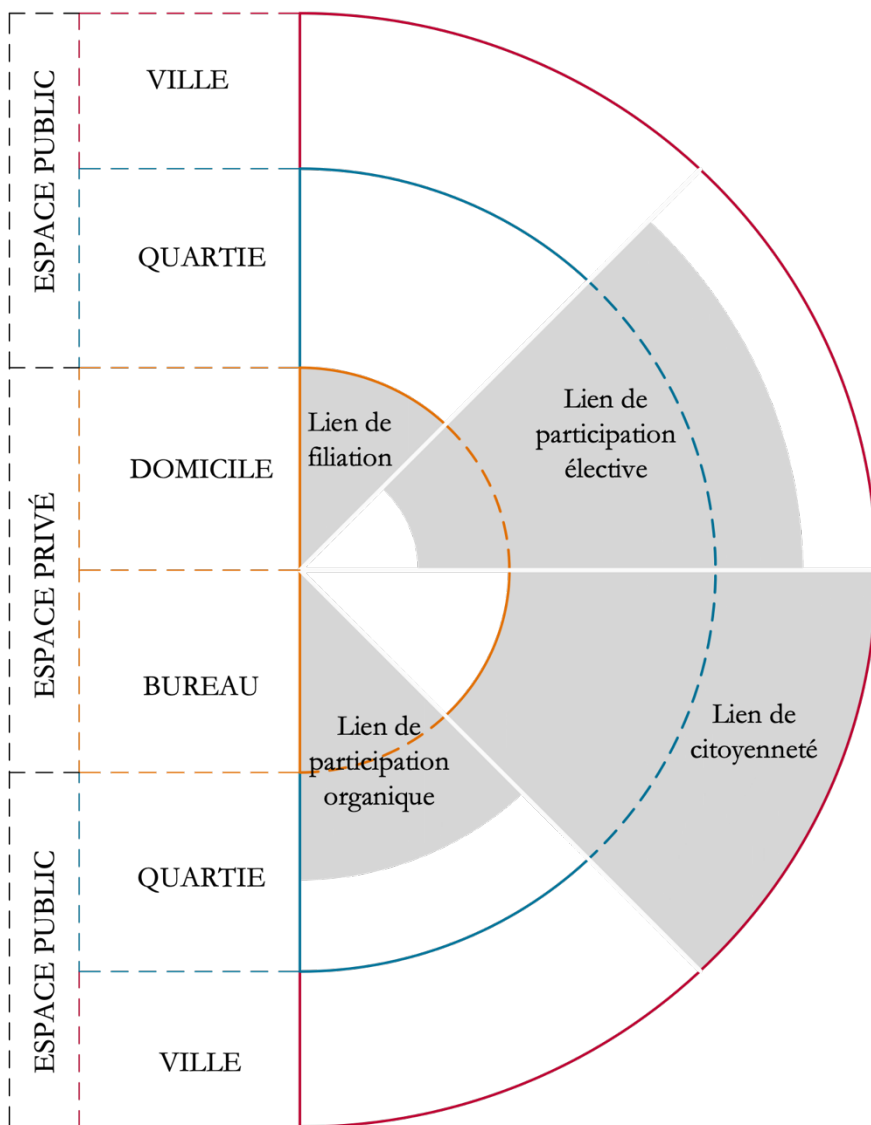 ESPACE PUBLIC
ESPACE PRIVÉ
ESPACE PUBLIC
VILLE
QUARTIE
DOMICILE
BUREAU
QUARTIE
VILLE
Lien de
filiation
Lien de
participation
élective
Lien de
participation
organique
Lien de
citoyenneté